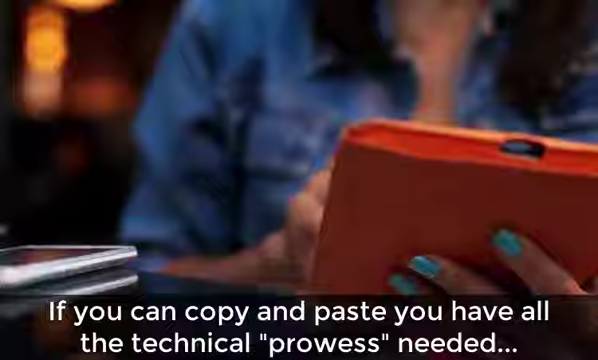 If you can copy and paste you have all
the technical "prowess" needed...